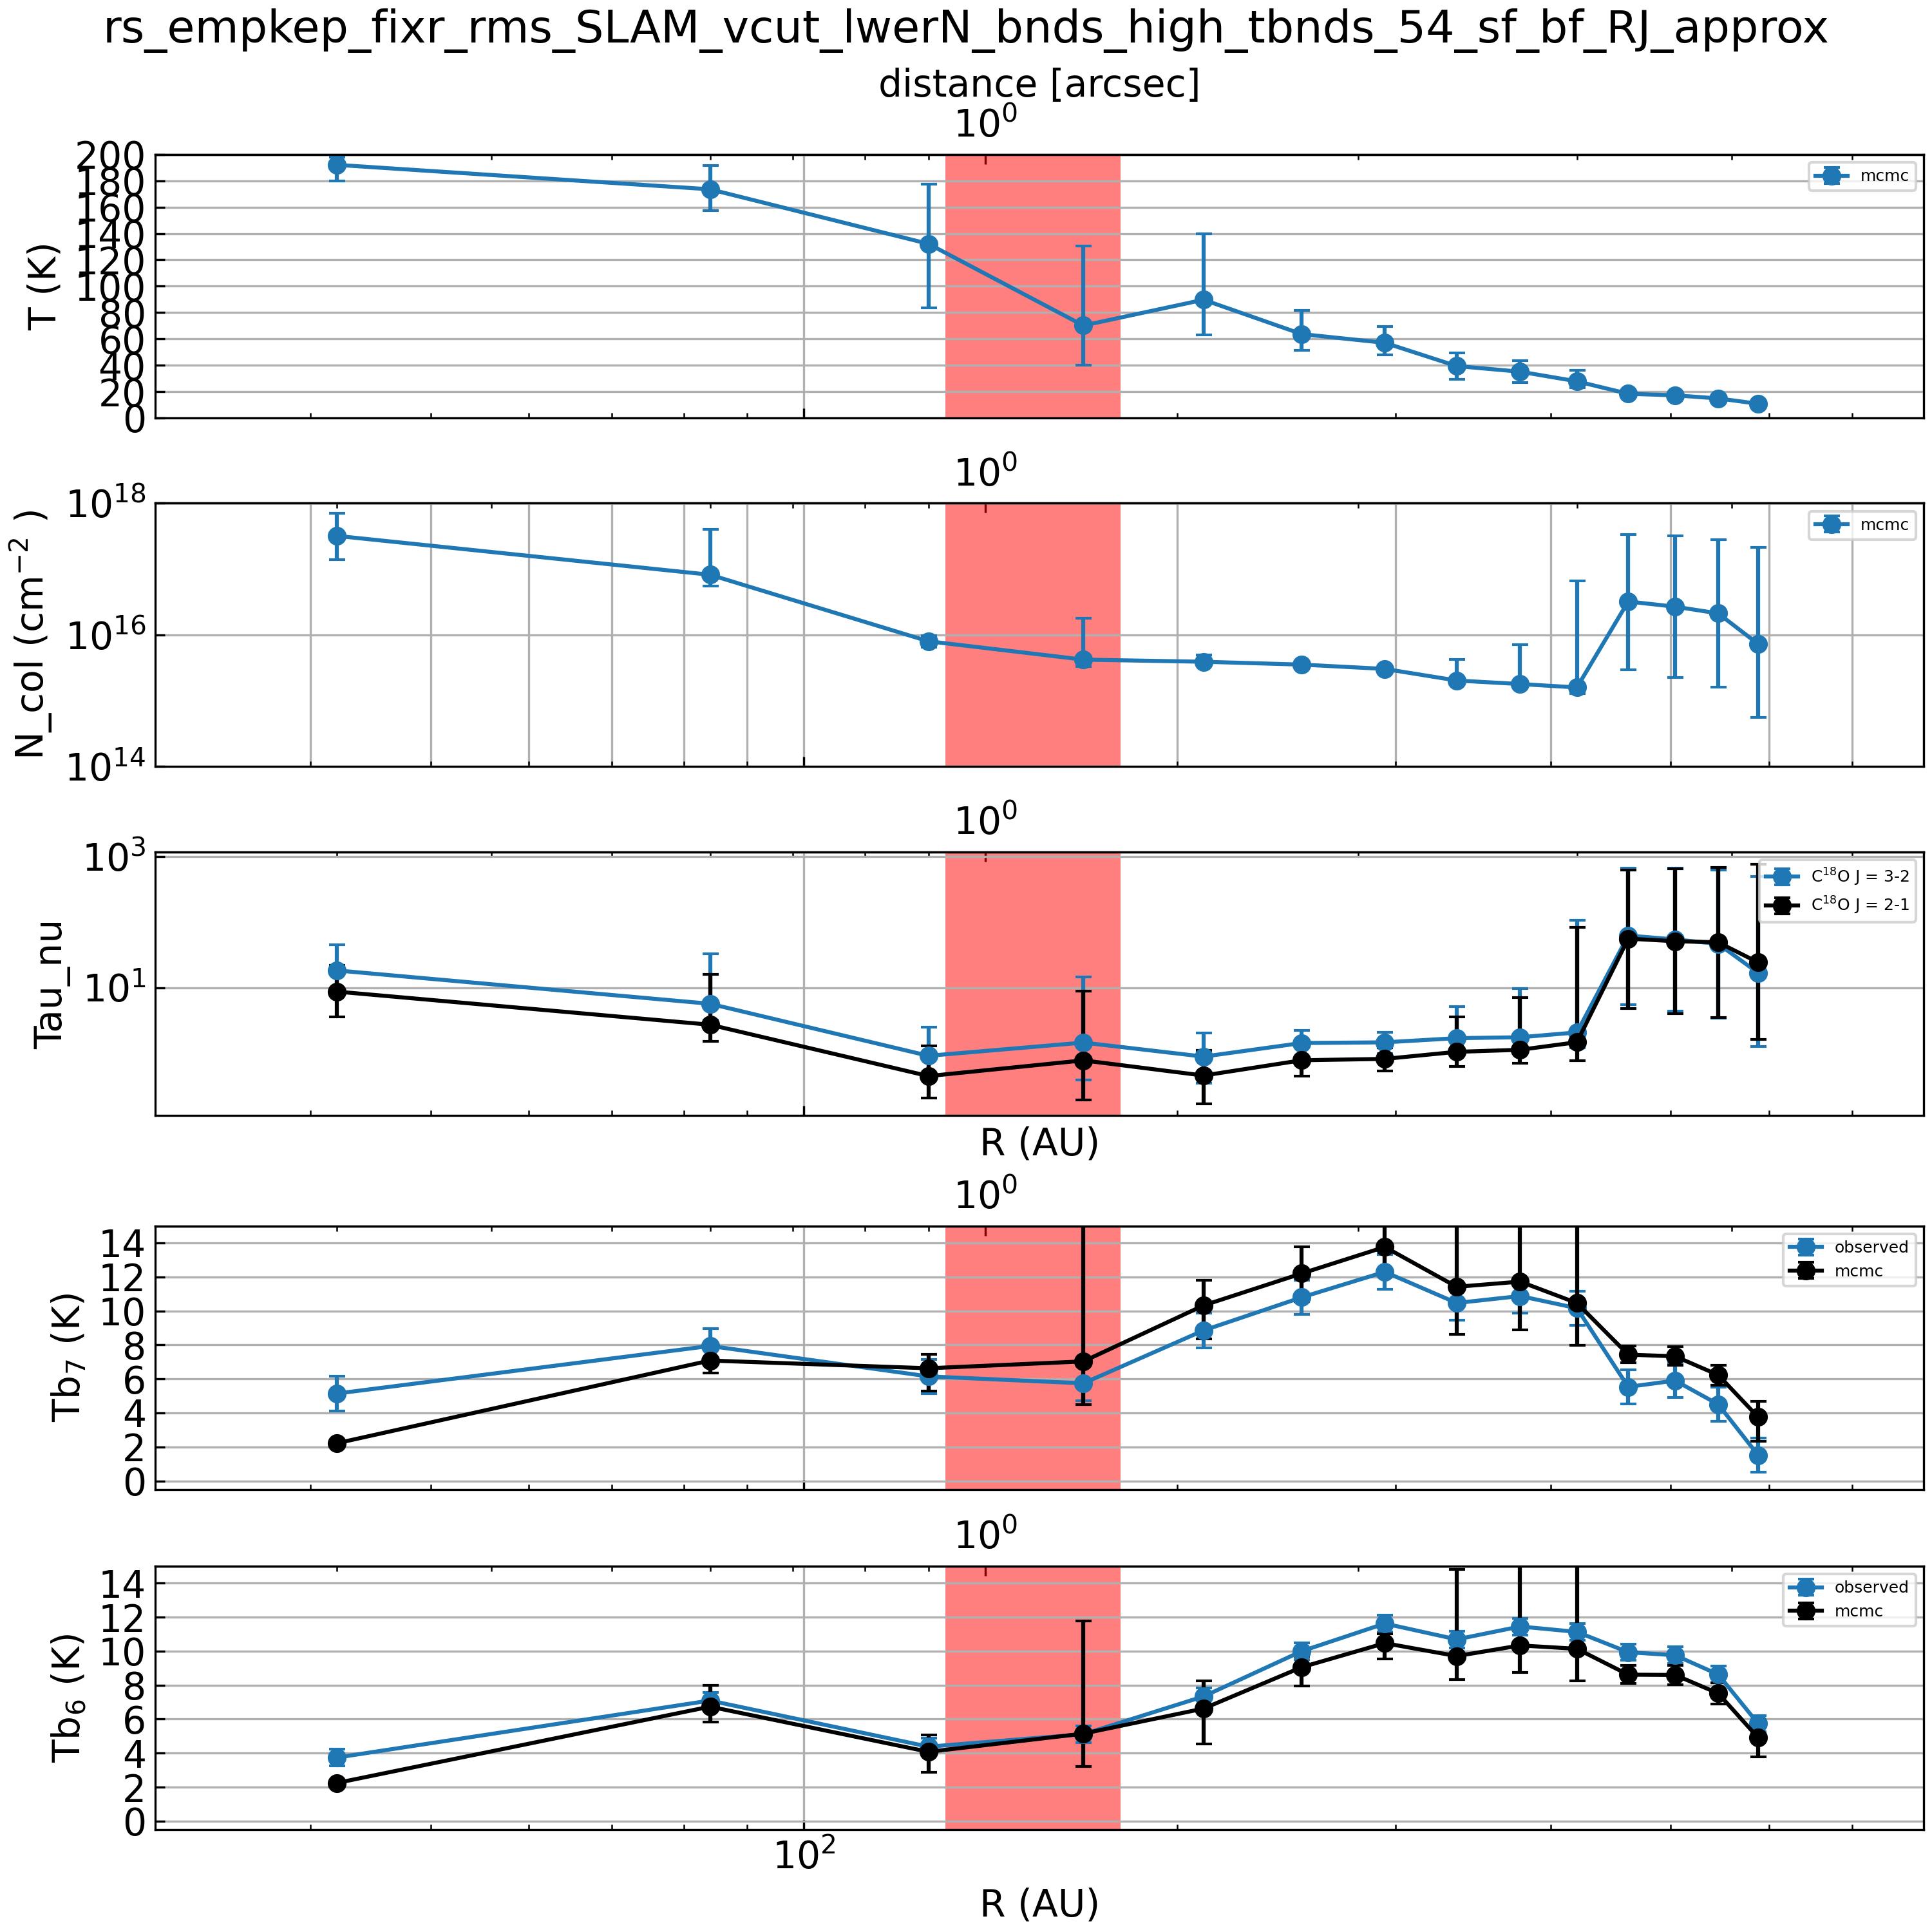 rs_empkep_fixr_rms_SLAM_vcut_lwerN_bnds_high_tbnds_54_sf_bf_RJ_approx
distance [arcsec]
10^0
T (K)
200
180
160
140
120
100
80
60
40
20
0
mcmc
10^0
N_col (cm^−2 )
10^18
10^16
10^14
mcmc
10^0
Tau_nu
10^3
10^1
C^18O J = 3-2
C^18O J = 2-1
R (AU)
10^0
Tb_7 (K)
14
12
10
8
6
4
2
0
observed
mcmc
10^0
Tb_6 (K)
14
12
10
8
6
4
2
0
observed
mcmc
10^2
R (AU)